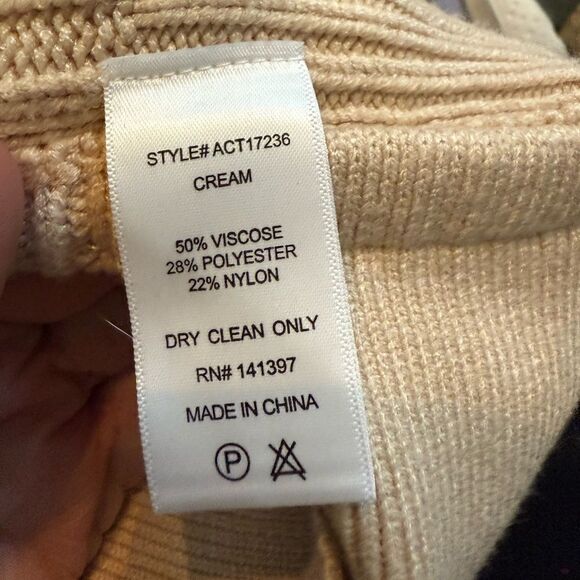 STYLE# ACT17236
CREAM
50% VISCOSE
28% POLYESTER
22% NYLON
DRY CLEAN ONLY
RN# 141397
MADE IN CHINA
P